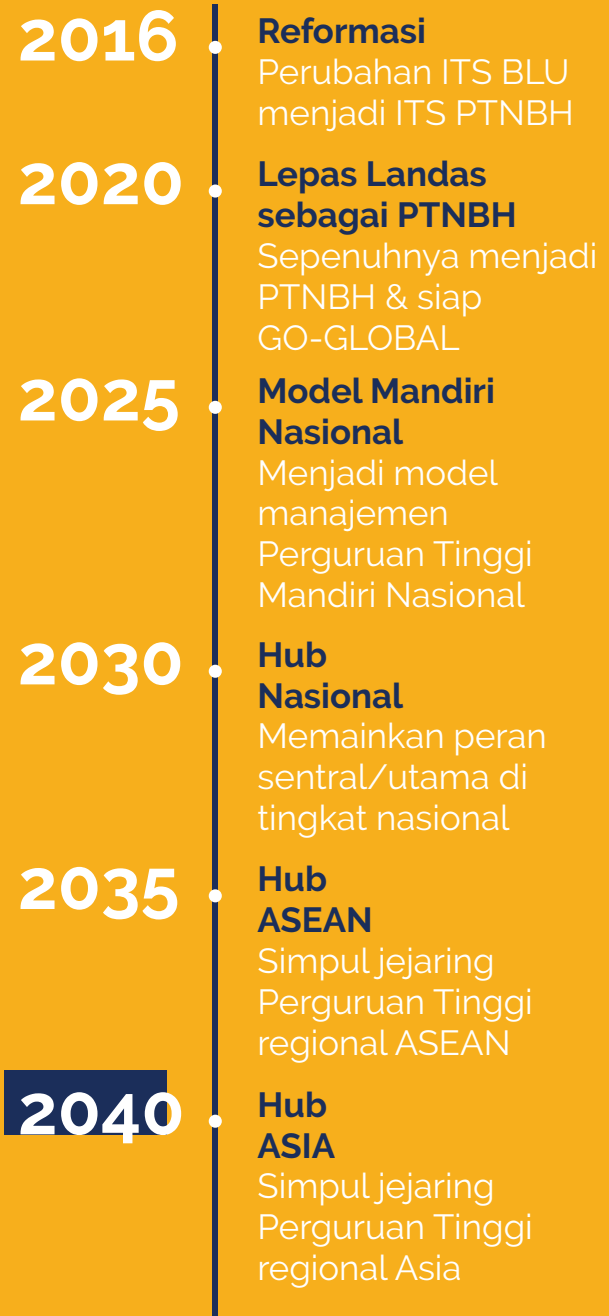 2016
Reformasi
Perubahan ITS BLU
menjadi ITS PTNBH
2020
Lepas Landas
sebagai PTNBH
Sepenuhnya menjadi
PTNBH & siap
GO-GLOBAL
2025
Model Mandiri
Nasional
Menjadi model
manajemen
Perguruan Tinggi
Mandiri Nasional
2030
Hub
Nasional
Memainkan peran
sentral/utama di
tingkat nasional
2035
Hub
ASEAN
Simpul jejaring
Perguruan Tinggi
regional ASEAN
2040
Hub
ASIA
Simpul jejaring
Perguruan Tinggi
regional Asia